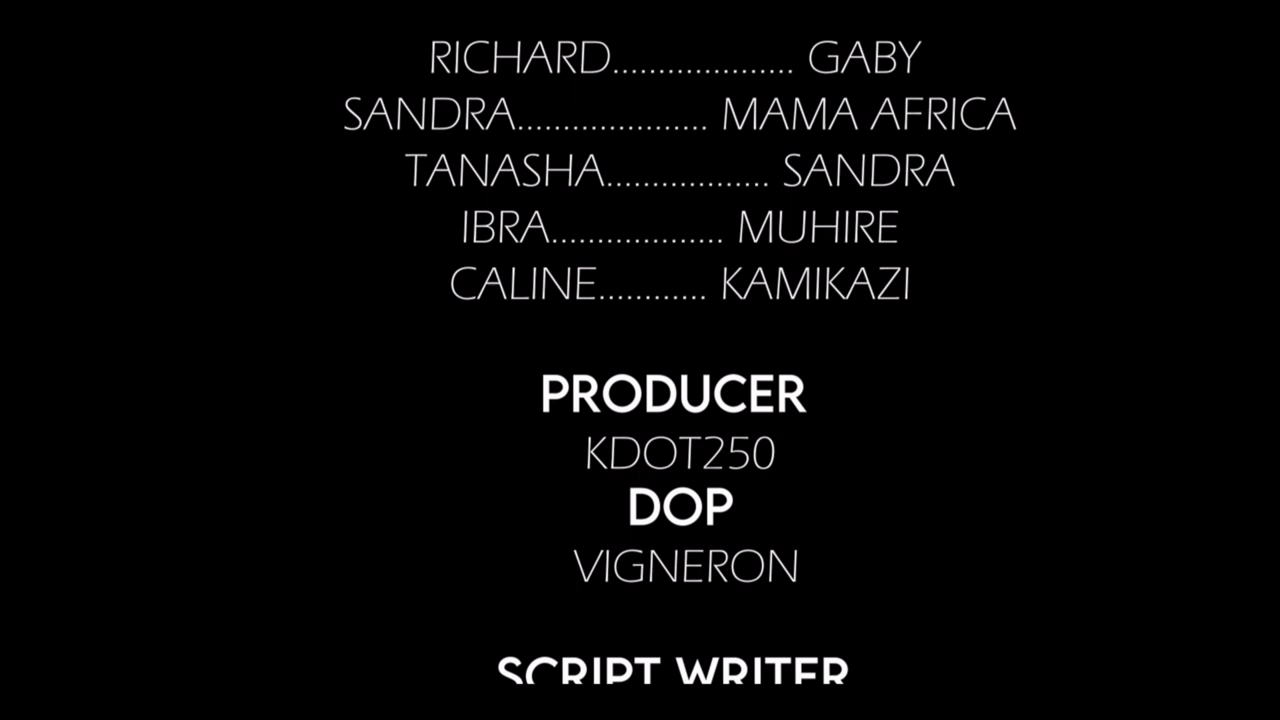 RICHARD.................... GABY
SANDRA..................... MAMA AFRICA
TANASHA.................. SANDRA
IBRA................... MUHIRE
CALINE............ KAMIKAZI
PRODUCER
KDOT250
DOP
VIGNERON
SCRIPT WRITER